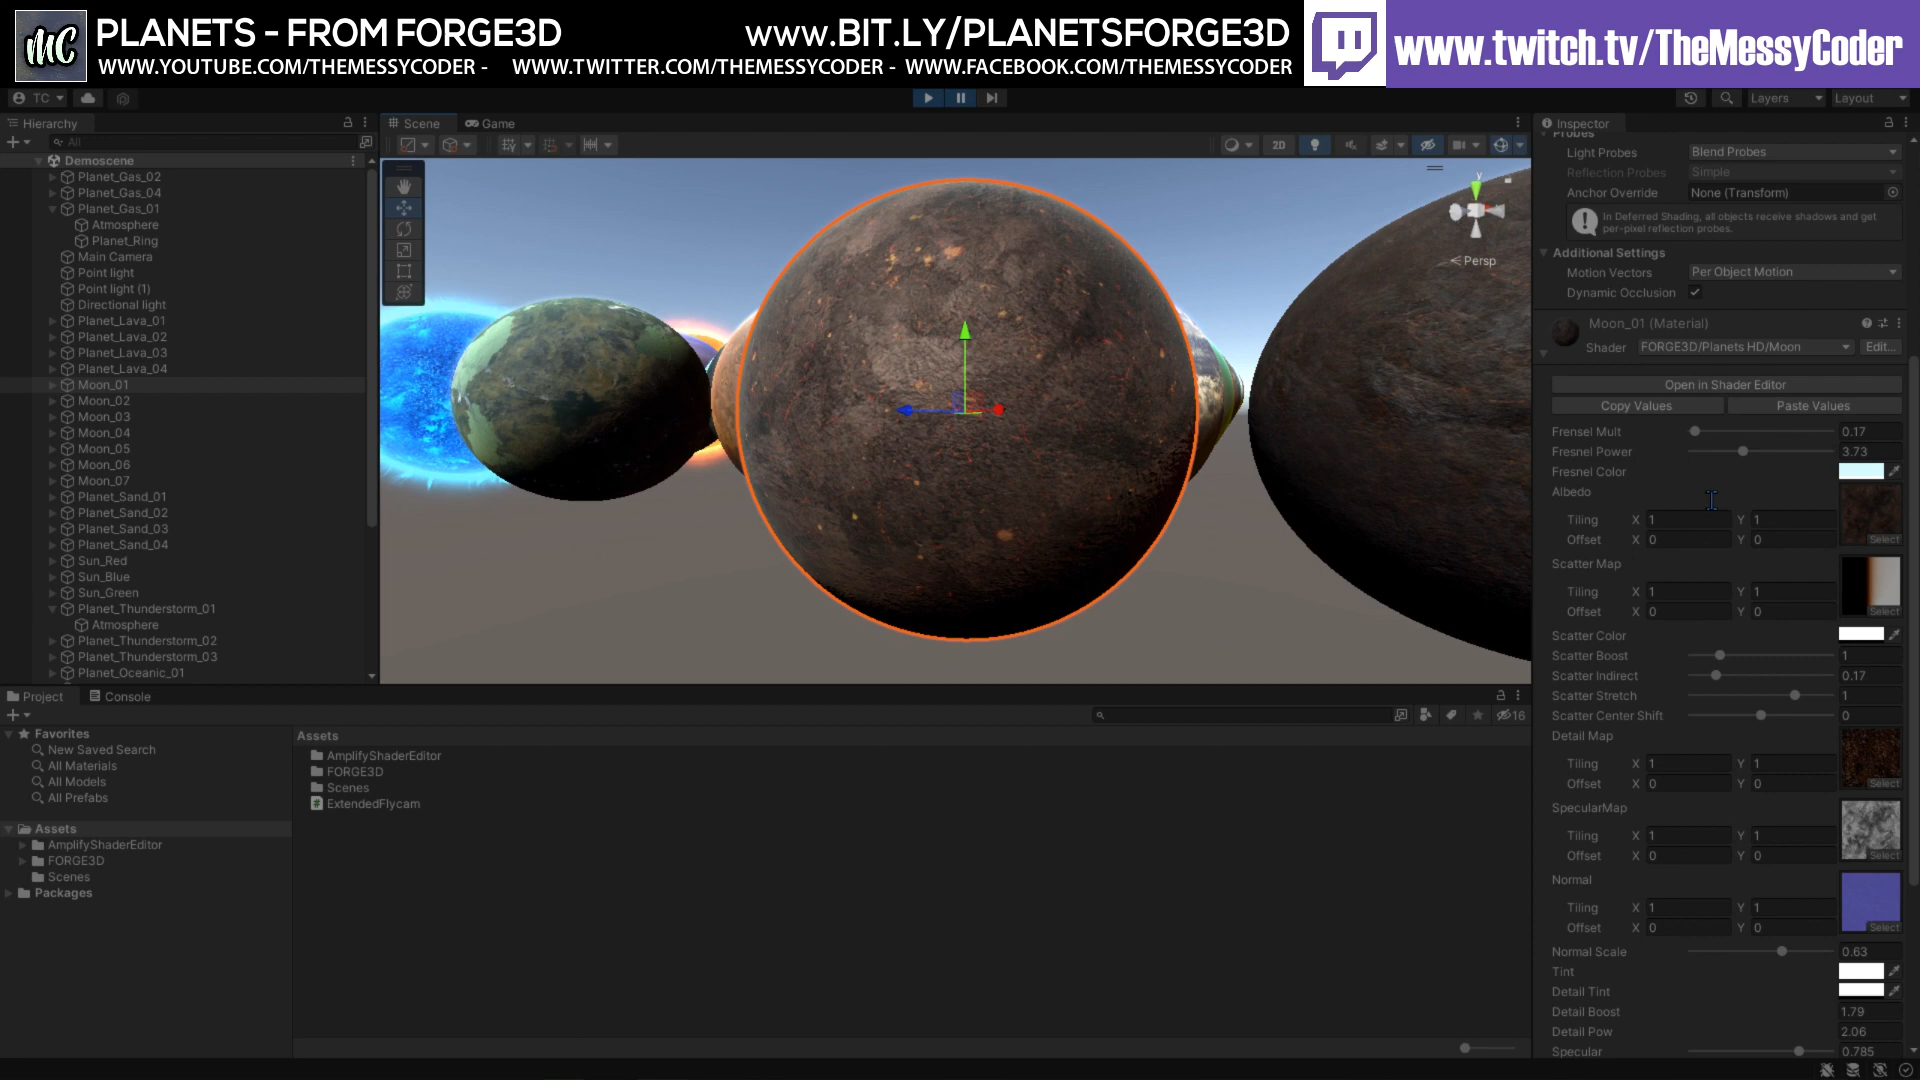 MC
PLANETS - FROM FORGE3D
www.BIT.LY/PLANETSFORGE3D
www.twitch.tv/TheMessyCoder
WWW.YOUTUBE.COM/THEMESSYCODER - WWW.TWITTER.COM/THEMESSYCODER - WWW.FACEBOOK.COM/THEMESSYCODER
TC
Layers
Layout
Hierarchy
All
Demoscene
Planet_Gas_02
Planet_Gas_04
Planet_Gas_01
Atmosphere
Planet_Ring
Main Camera
Point light
Point light (1)
Directional light
Planet_Lava_01
Planet_Lava_02
Planet_Lava_03
Planet_Lava_04
Moon_01
Moon_02
Moon_03
Moon_04
Moon_05
Moon_06
Moon_07
Planet_Sand_01
Planet_Sand_02
Planet_Sand_03
Planet_Sand_04
Sun_Red
Sun_Blue
Sun_Green
Planet_Thunderstorm_01
Atmosphere
Planet_Thunderstorm_02
Planet_Thunderstorm_03
Planet_Oceanic_01
Scene
Game
2D
y
Persp
Inspector
Probes
Light Probes Blend Probes
Reflection Probes Simple
Anchor Override None (Transform)
In Deferred Shading, all objects receive shadows and get
per-pixel reflection probes.
Additional Settings
Motion Vectors Per Object Motion
Dynamic Occlusion
Moon_01 (Material)
Shader FORGE3D/Planets HD/Moon Edit...
Open in Shader Editor
Copy Values Paste Values
Frensel Mult 0.17
Fresnel Power 3.73
Fresnel Color
Albedo
Tiling X 1 Y 1
Offset X 0 Y 0 Select
Scatter Map
Tiling X 1 Y 1
Offset X 0 Y 0 Select
Scatter Color
Scatter Boost 1
Scatter Indirect 0.17
Scatter Stretch 1
Scatter Center Shift 0
Detail Map
Tiling X 1 Y 1
Offset X 0 Y 0 Select
SpecularMap
Tiling X 1 Y 1
Offset X 0 Y 0 Select
Normal
Tiling X 1 Y 1
Offset X 0 Y 0 Select
Normal Scale 0.63
Tint
Detail Tint
Detail Boost 1.79
Detail Pow 2.06
Specular 0.785
Project
Console
16
Favorites
New Saved Search
All Materials
All Models
All Prefabs
Assets
AmplifyShaderEditor
FORGE3D
Scenes
Packages
Assets
AmplifyShaderEditor
FORGE3D
Scenes
ExtendedFlycam